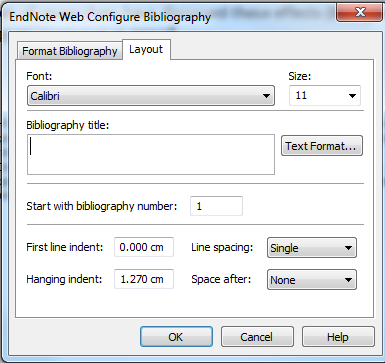 EndNote Web Configure Bibliography
Format Bibliography Layout
Font: Size:
Calibri 11
Bibliography title:
Text Format...
Start with bibliography number: 1
First line indent: 0.000 cm Line spacing: Single
Hanging indent: 1.270 cm Space after: None
OK Cancel Help